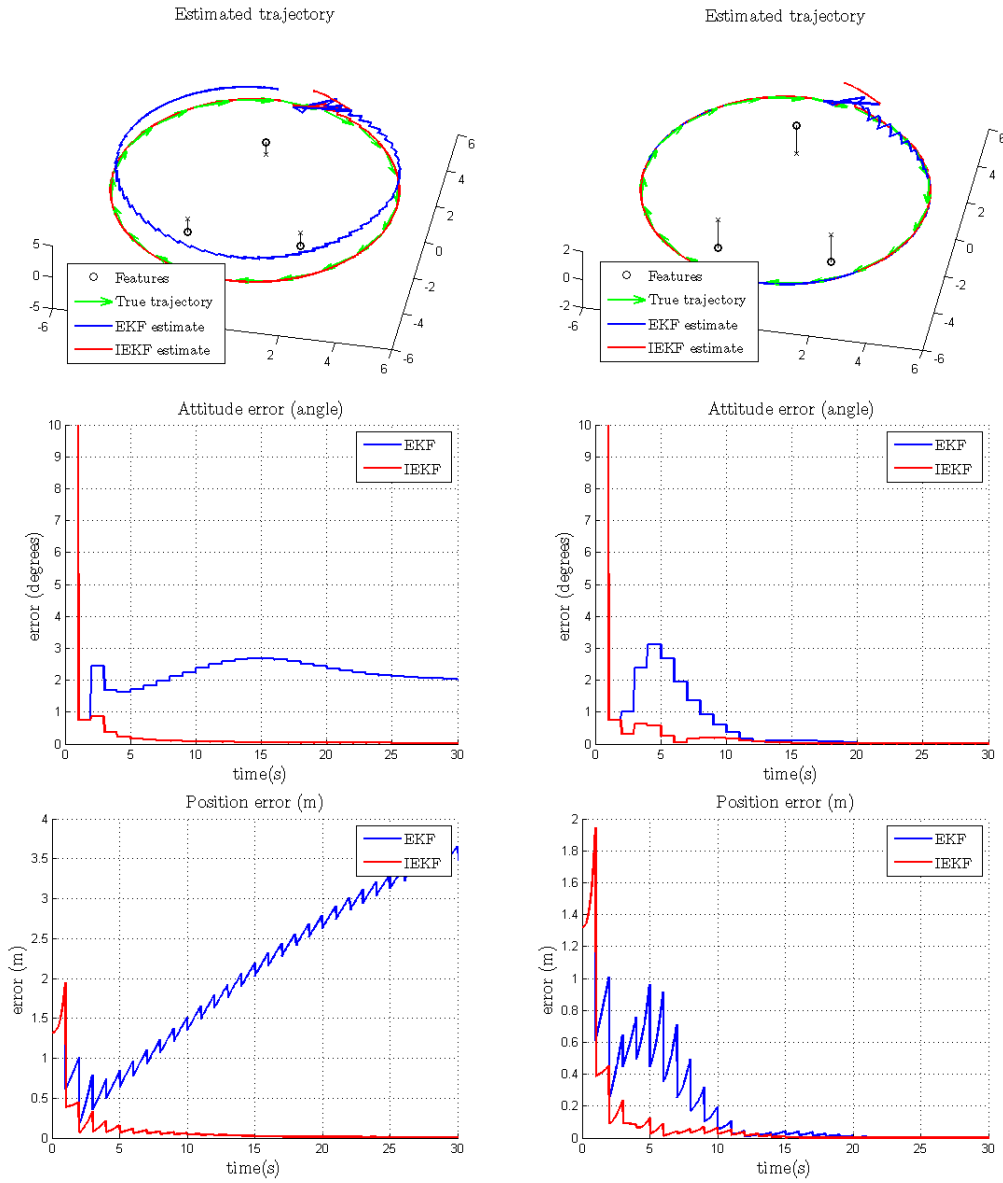 Estimated trajectory
6
4
2
0
-2
-4
-6
6
4
2
5
0
-5
-6
Features
True trajectory
EKF estimate
IEKF estimate
Estimated trajectory
6
4
2
0
-2
-4
-6
6
4
2
2
0
-2
-6
Features
True trajectory
EKF estimate
IEKF estimate
Attitude error (angle)
error (degrees)
10
9
8
7
6
5
4
3
2
1
0
0 5 10 15 20 25 30
time(s)
EKF
IEKF
Attitude error (angle)
error (degrees)
10
9
8
7
6
5
4
3
2
1
0
0 5 10 15 20 25 30
time(s)
EKF
IEKF
Position error (m)
error (m)
4
3.5
3
2.5
2
1.5
1
0.5
0
0 5 10 15 20 25 30
time(s)
EKF
IEKF
Position error (m)
error (m)
2
1.8
1.6
1.4
1.2
1
0.8
0.6
0.4
0.2
0
0 5 10 15 20 25 30
time(s)
EKF
IEKF